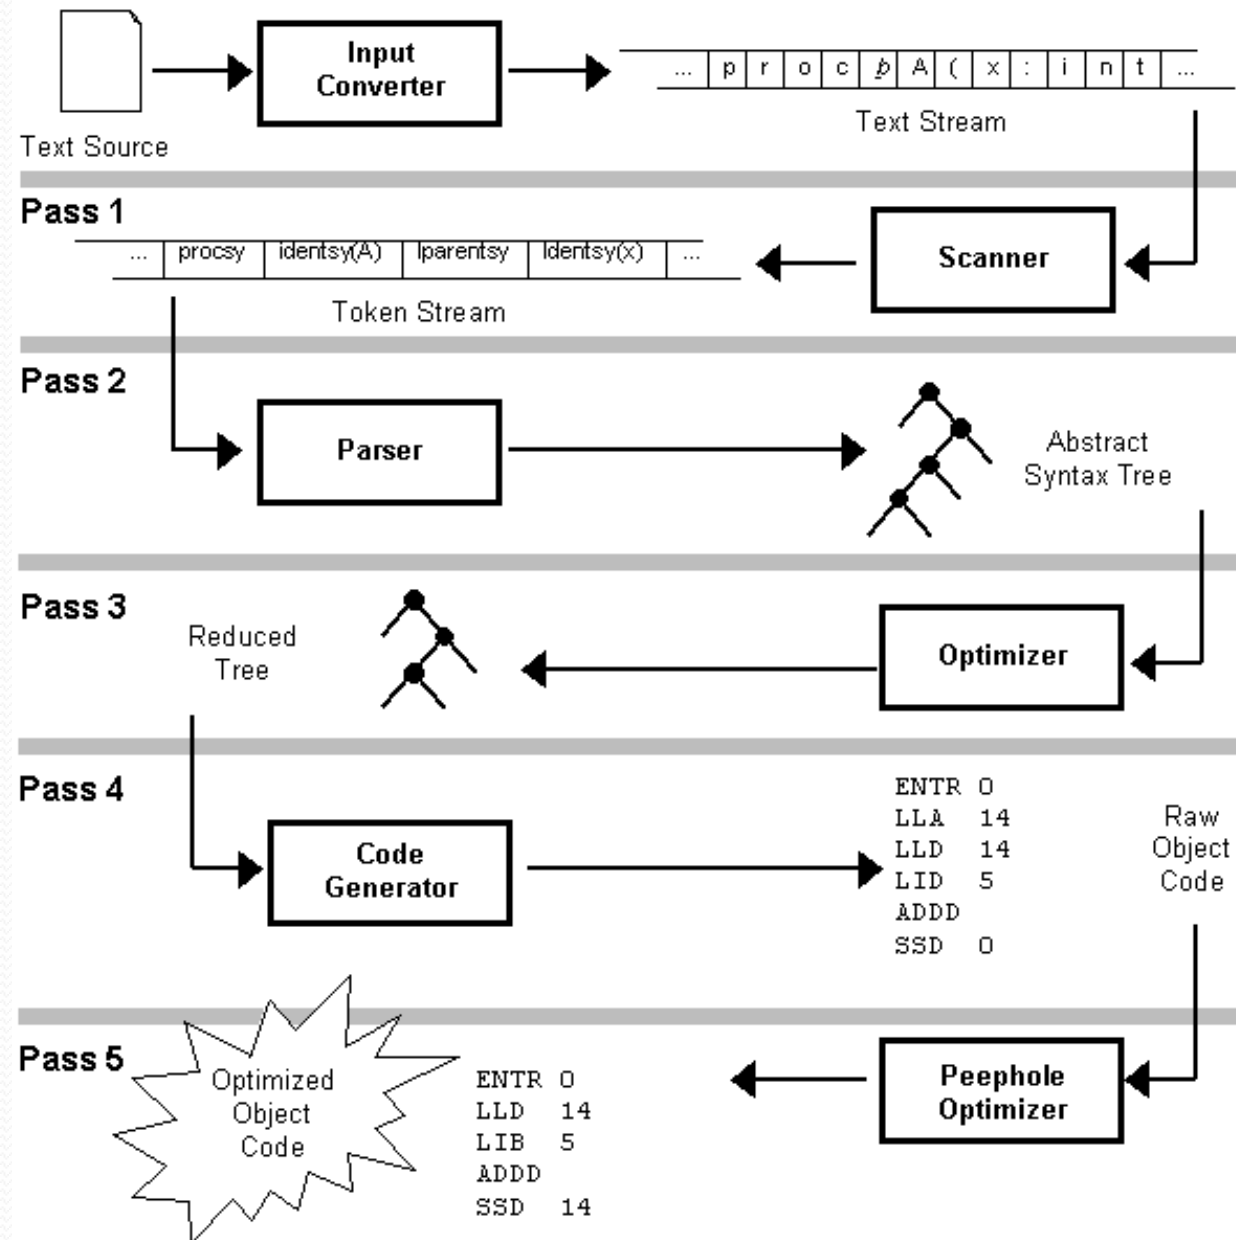 Input
Converter
... p r o c ƀ A ( x : i n t ...
Text Source
Text Stream
Pass 1
... procsy identsy(A) lparentsy Identsy(x) ...
Scanner
Token Stream
Pass 2
Parser
Abstract
Syntax Tree
Pass 3
Reduced
Tree
Optimizer
Pass 4
Code
Generator
ENTR 0
LLA 14
LLD 14
LID 5
ADDD
SSD 0
Raw
Object
Code
Pass 5
Optimized
Object
Code
ENTR 0
LLD 14
LIB 5
ADDD
SSD 14
Peephole
Optimizer